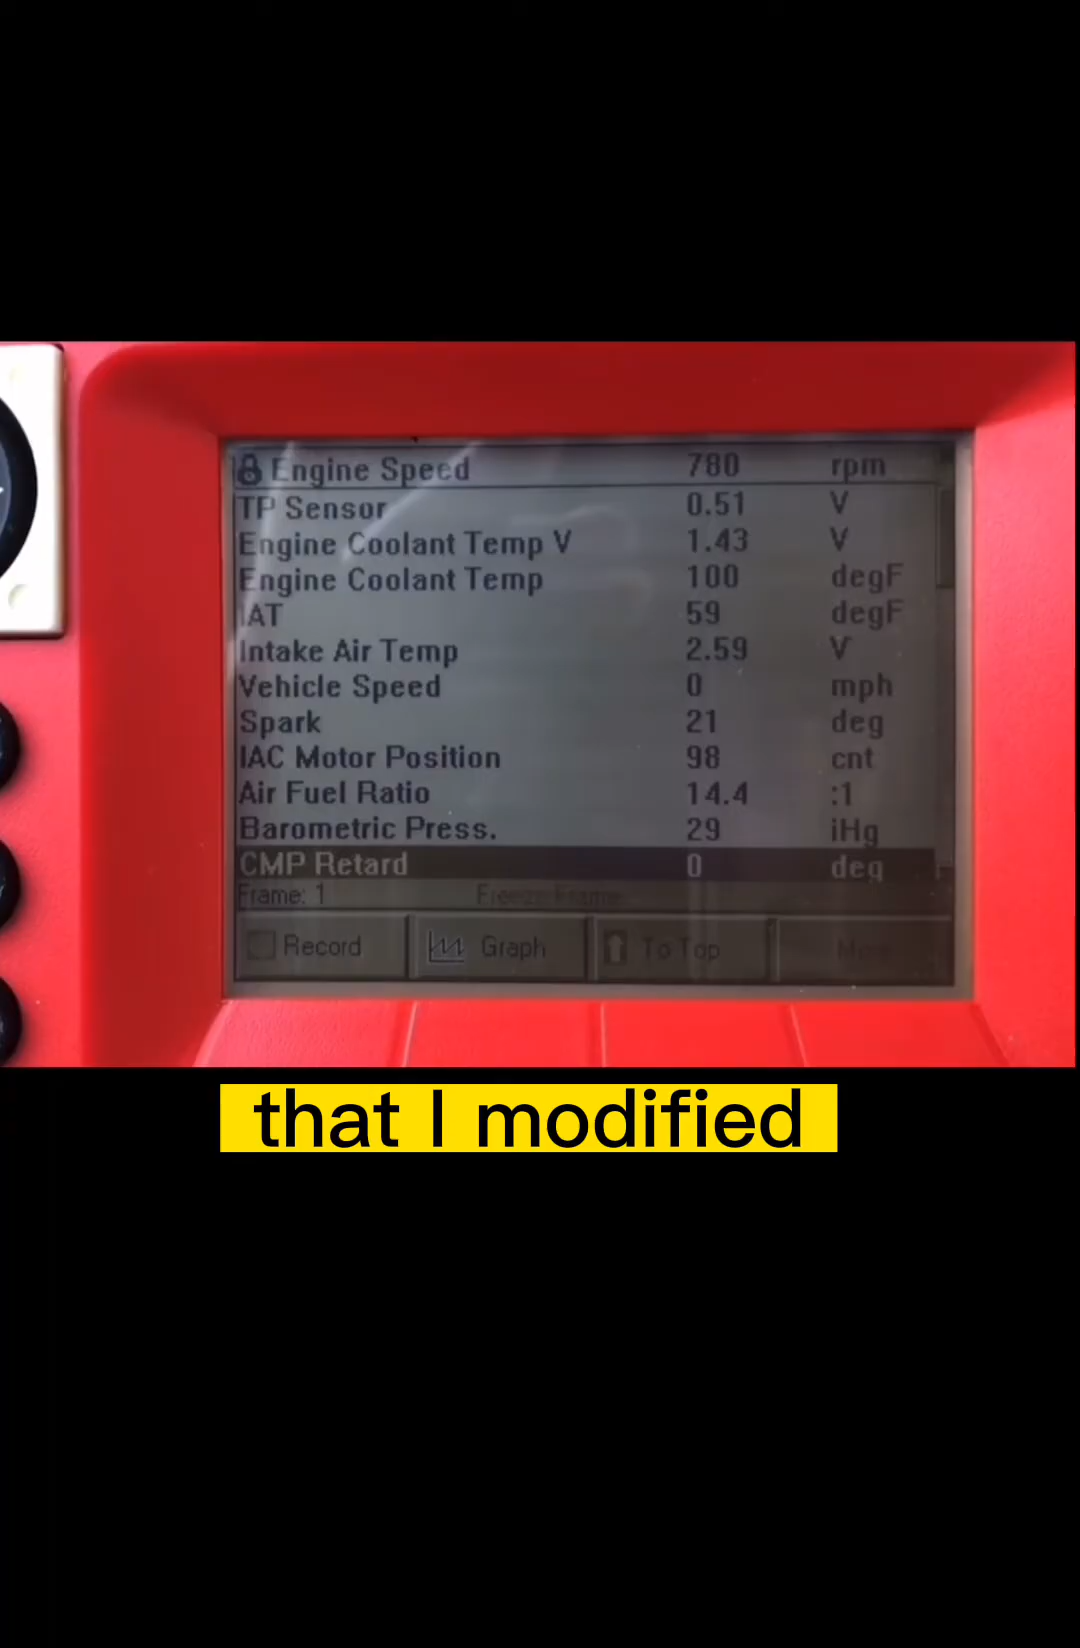 Engine Speed 780 rpm
TP Sensor 0.51 V
Engine Coolant Temp V 1.43 V
Engine Coolant Temp 100 degF
IAT 59 degF
Intake Air Temp 2.59 V
Vehicle Speed 0 mph
Spark 21 deg
IAC Motor Position 98 cnt
Air Fuel Ratio 14.4 :1
Barometric Press. 29 iHg
CMP Retard 0 deg
Frame: 1 Freeze Frame
Record Graph To Top More
that I modified